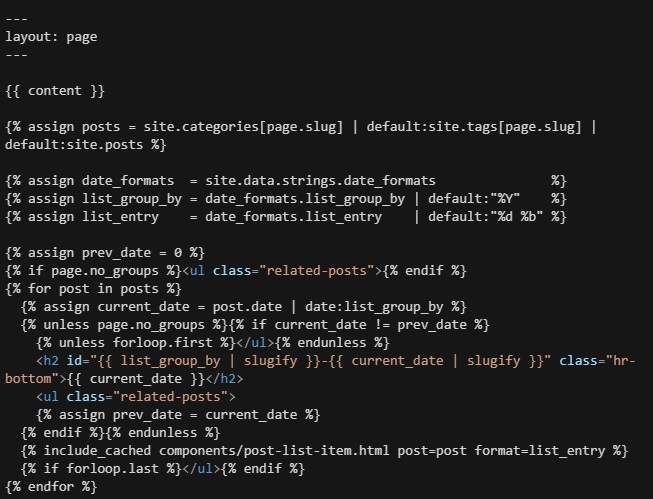 ---
layout: page
---
{{ content }}
{% assign posts = site.categories[page.slug] | default:site.tags[page.slug] |
default:site.posts %}
{% assign date_formats  = site.data.strings.date_formats               %}
{% assign list_group_by = date_formats.list_group_by | default:"%Y"    %}
{% assign list_entry    = date_formats.list_entry    | default:"%d %b" %}
{% assign prev_date = 0 %}
{% if page.no_groups %}<ul class="related-posts">{% endif %}
{% for post in posts %}
  {% assign current_date = post.date | date:list_group_by %}
  {% unless page.no_groups %}{% if current_date != prev_date %}
    {% unless forloop.first %}</ul>{% endunless %}
    <h2 id="{{ list_group_by | slugify }}-{{ current_date | slugify }}" class="hr-
bottom">{{ current_date }}</h2>
    <ul class="related-posts">
    {% assign prev_date = current_date %}
  {% endif %}{% endunless %}
  {% include_cached components/post-list-item.html post=post format=list_entry %}
  {% if forloop.last %}</ul>{% endif %}
{% endfor %}